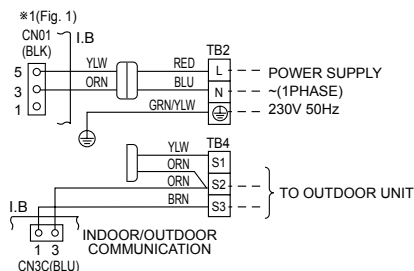 ※1(Fig. 1)
CN01
(BLK)
I.B
5
3
1
YLW
ORN
RED
BLU
GRN/YLW
TB2
L
N
POWER SUPPLY
~(1PHASE)
230V 50Hz
YLW
ORN
ORN
BRN
TB4
S1
S2
S3
TO OUTDOOR UNIT
I.B
1 3
CN3C(BLU)
INDOOR/OUTDOOR
COMMUNICATION